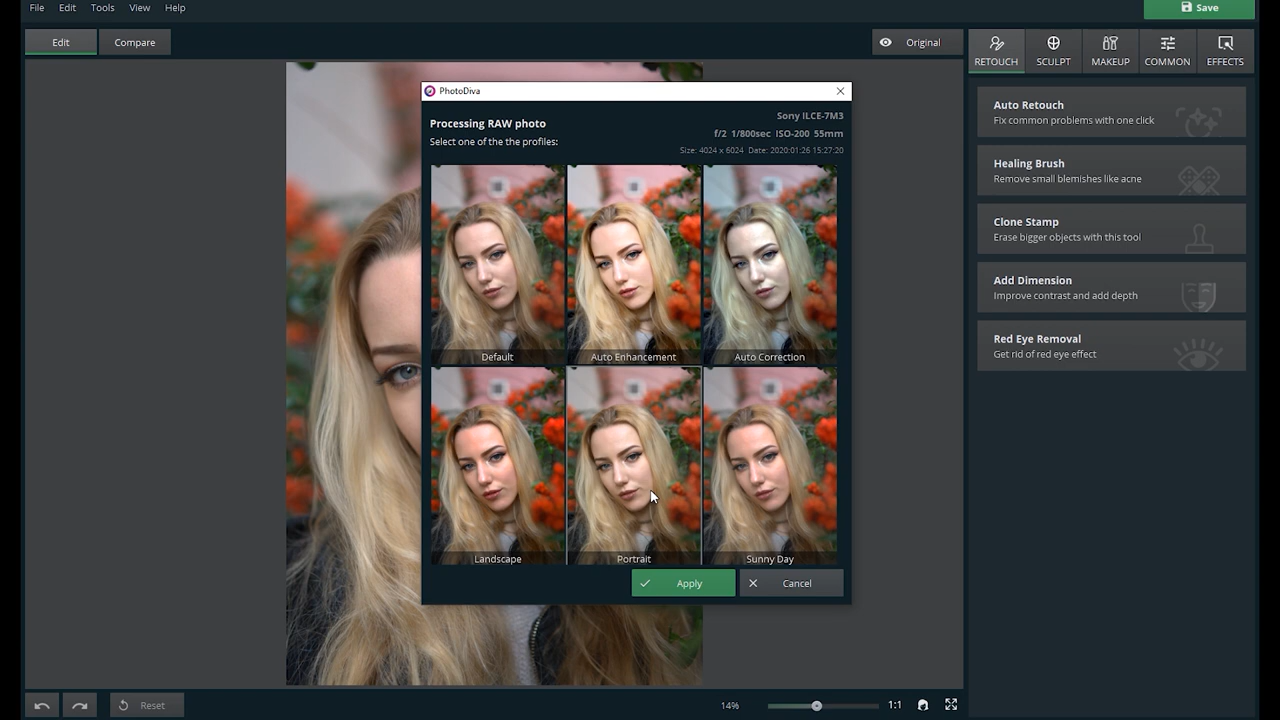 File Edit Tools View Help
Save
Edit Compare
Original
RETOUCH SCULPT MAKEUP COMMON EFFECTS
PhotoDiva
Processing RAW photo
Select one of the the profiles:
Sony ILCE-7M3
f/2 1/800sec ISO-200 55mm
Size: 4024 x 6024 Date: 2020:01:26 15:27:20
Default Auto Enhancement Auto Correction
Landscape Portrait Sunny Day
Apply Cancel
Auto Retouch
Fix common problems with one click
Healing Brush
Remove small blemishes like acne
Clone Stamp
Erase bigger objects with this tool
Add Dimension
Improve contrast and add depth
Red Eye Removal
Get rid of red eye effect
Reset
14% 1:1